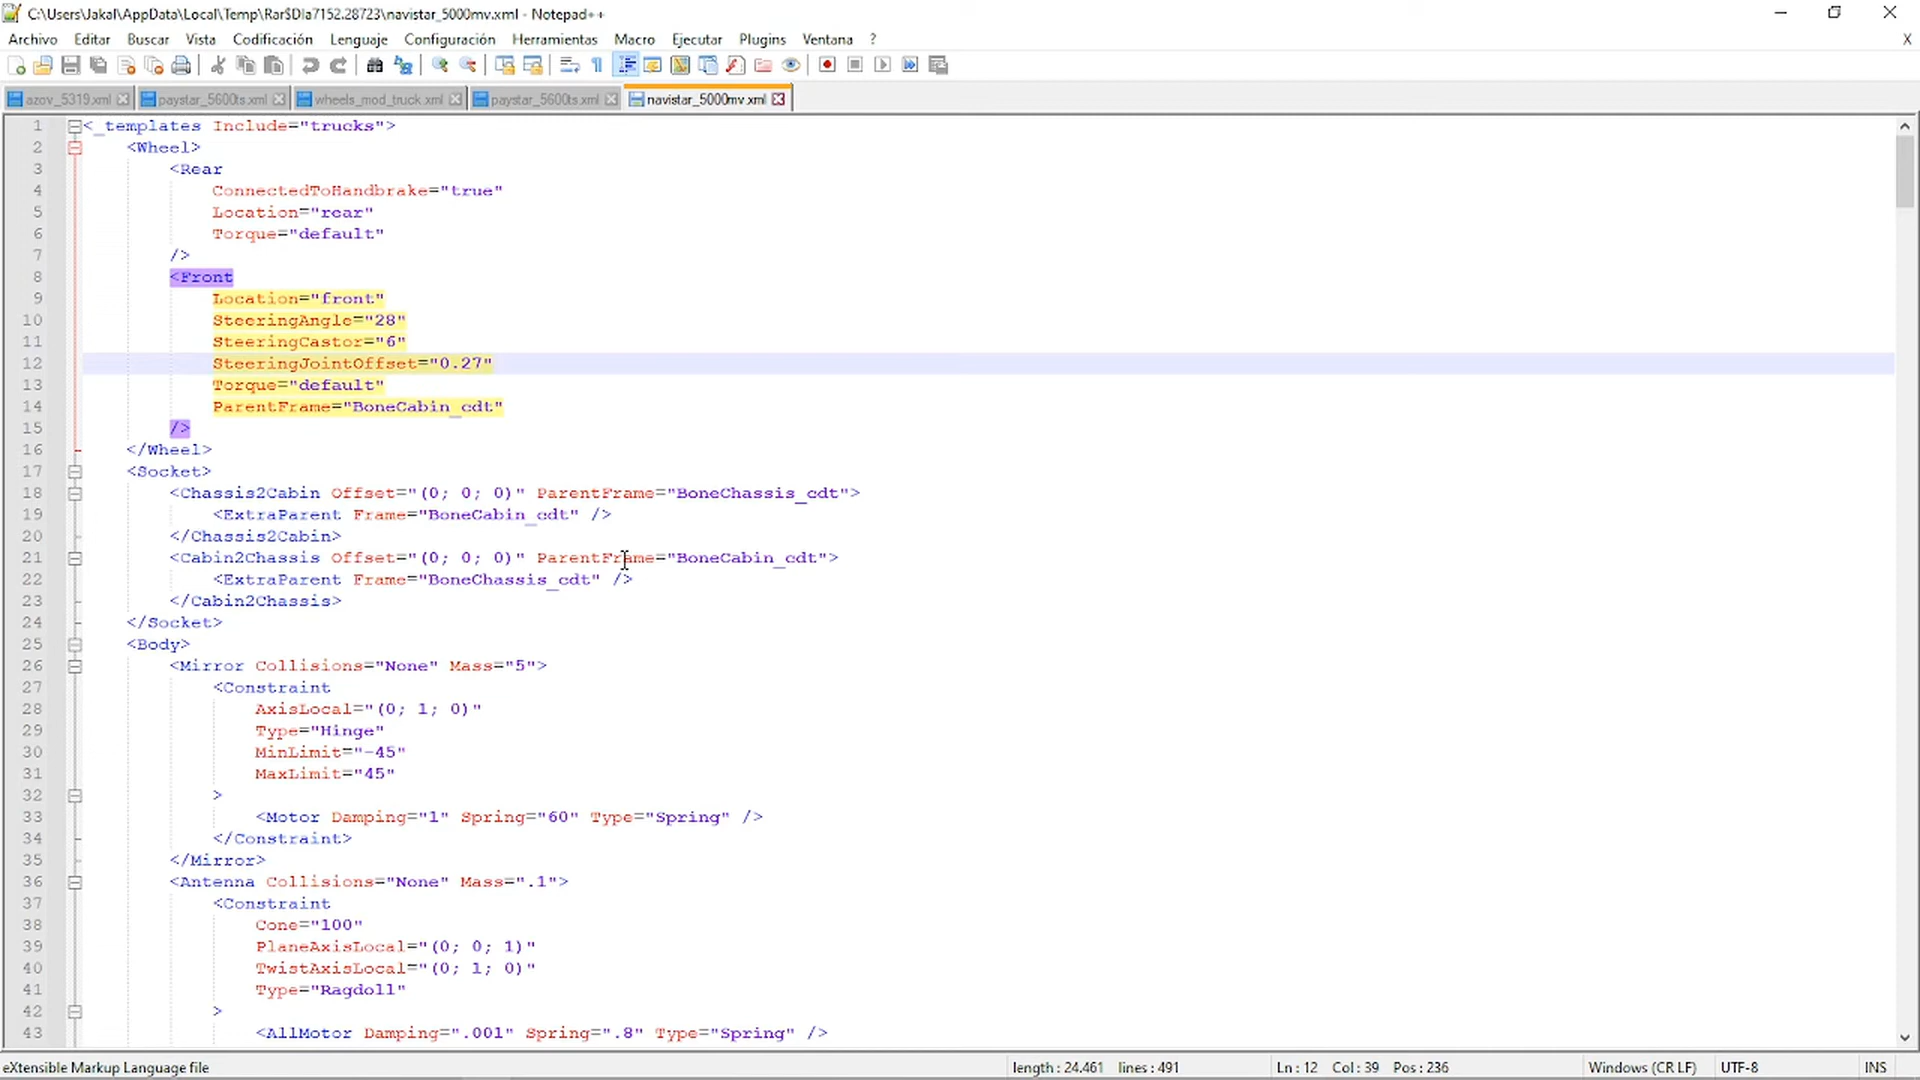 C:\Users\Jakal\AppData\Local\Temp\Rar$DIa7152.28723\navistar_5000mv.xml - Notepad++
Archivo Editar Buscar Vista Codificación Lenguaje Configuración Herramientas Macro Ejecutar Plugins Ventana ? X
azov_5319.xml paystar_5600ts.xml wheels_mod_truck.xml paystar_5600ts.xml navistar_5000mv.xml
1 <_templates Include="trucks">
2 <Wheel>
3 <Rear
4 ConnectedToHandbrake="true"
5 Location="rear"
6 Torque="default"
7 />
8 <Front
9 Location="front"
10 SteeringAngle="28"
11 SteeringCastor="6"
12 SteeringJointOffset="0.27"
13 Torque="default"
14 ParentFrame="BoneCabin_cdt"
15 />
16 </Wheel>
17 <Socket>
18 <Chassis2Cabin Offset="(0; 0; 0)" ParentFrame="BoneChassis_cdt">
19 <ExtraParent Frame="BoneCabin_cdt" />
20 </Chassis2Cabin>
21 <Cabin2Chassis Offset="(0; 0; 0)" ParentFrame="BoneCabin_cdt">
22 <ExtraParent Frame="BoneChassis_cdt" />
23 </Cabin2Chassis>
24 </Socket>
25 <Body>
26 <Mirror Collisions="None" Mass="5">
27 <Constraint
28 AxisLocal="(0; 1; 0)"
29 Type="Hinge"
30 MinLimit="-45"
31 MaxLimit="45"
32 >
33 <Motor Damping="1" Spring="60" Type="Spring" />
34 </Constraint>
35 </Mirror>
36 <Antenna Collisions="None" Mass=".1">
37 <Constraint
38 Cone="100"
39 PlaneAxisLocal="(0; 0; 1)"
40 TwistAxisLocal="(0; 1; 0)"
41 Type="Ragdoll"
42 >
43 <AllMotor Damping=".001" Spring=".8" Type="Spring" />
eXtensible Markup Language file length : 24.461 lines : 491 Ln : 12 Col : 39 Pos : 236 Windows (CR LF) UTF-8 INS